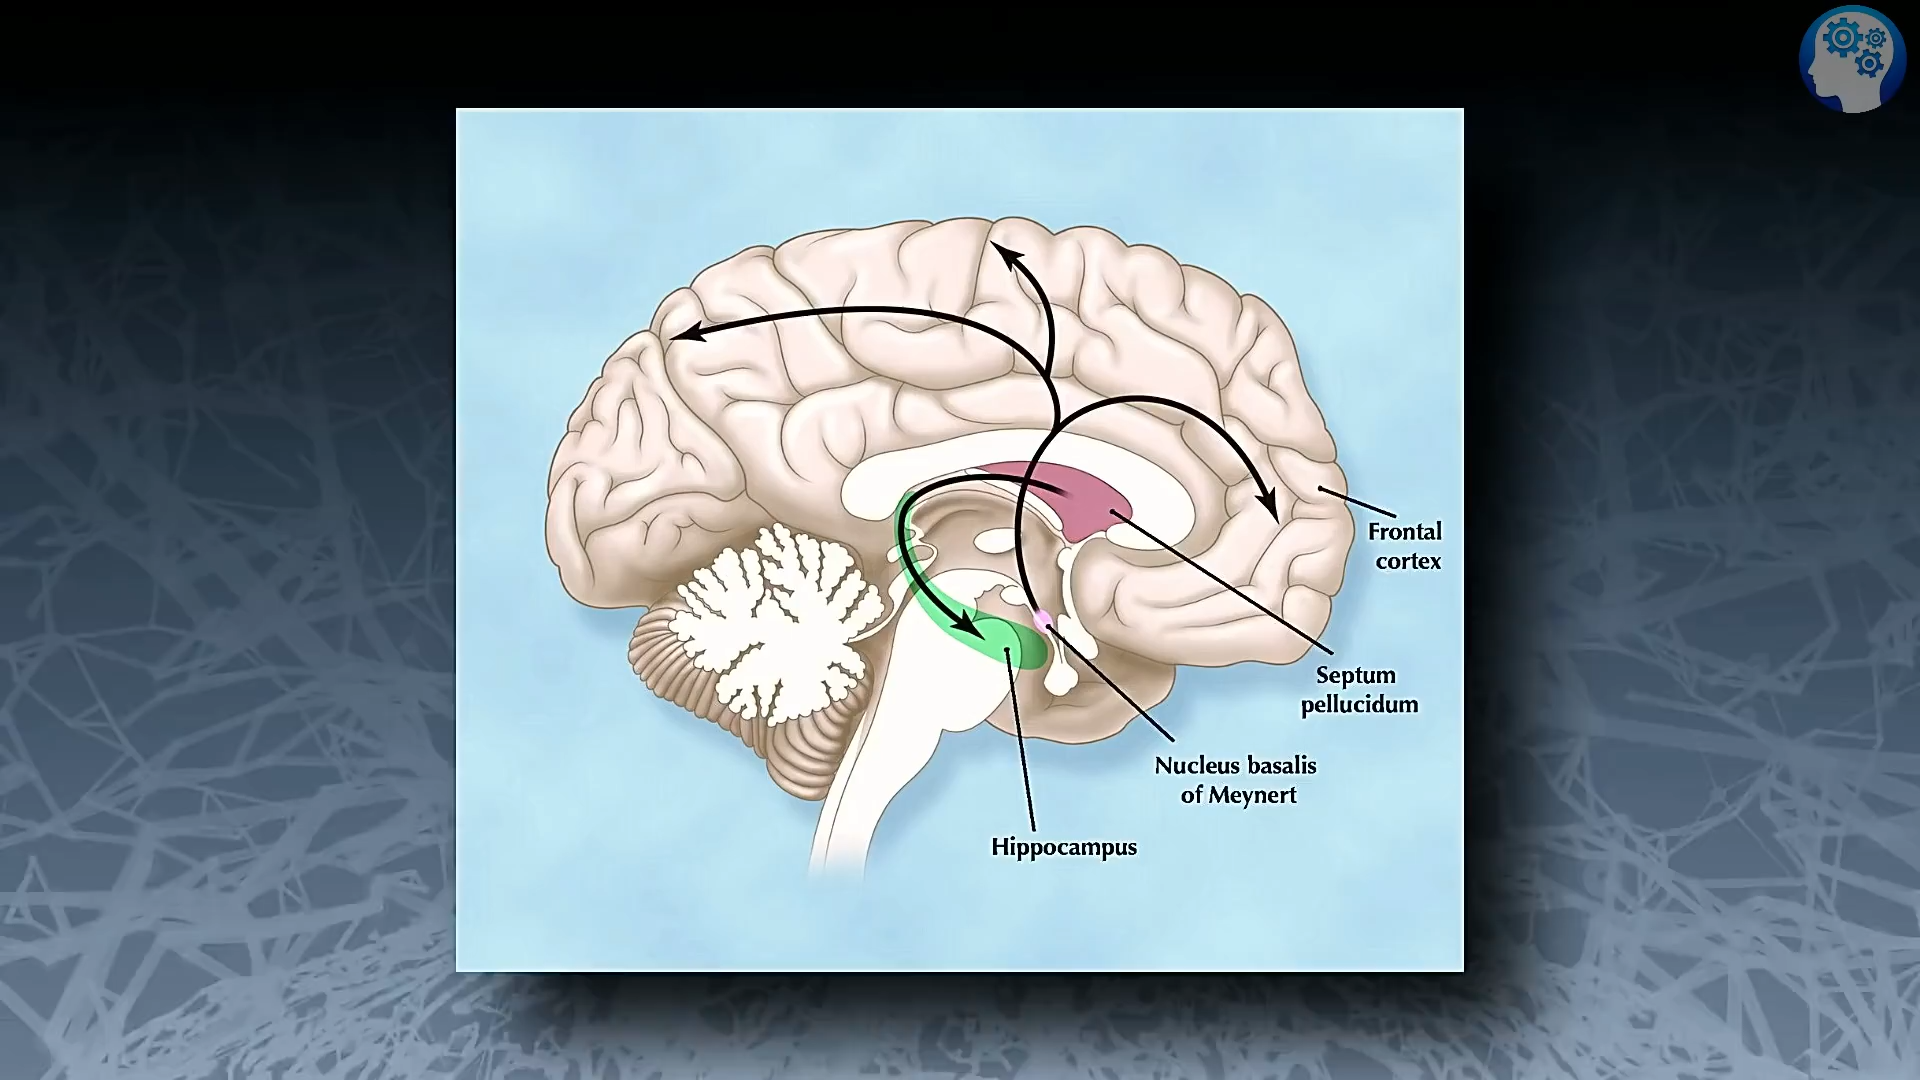 Frontal
cortex
Septum
pellucidum
Nucleus basalis
of Meynert
Hippocampus